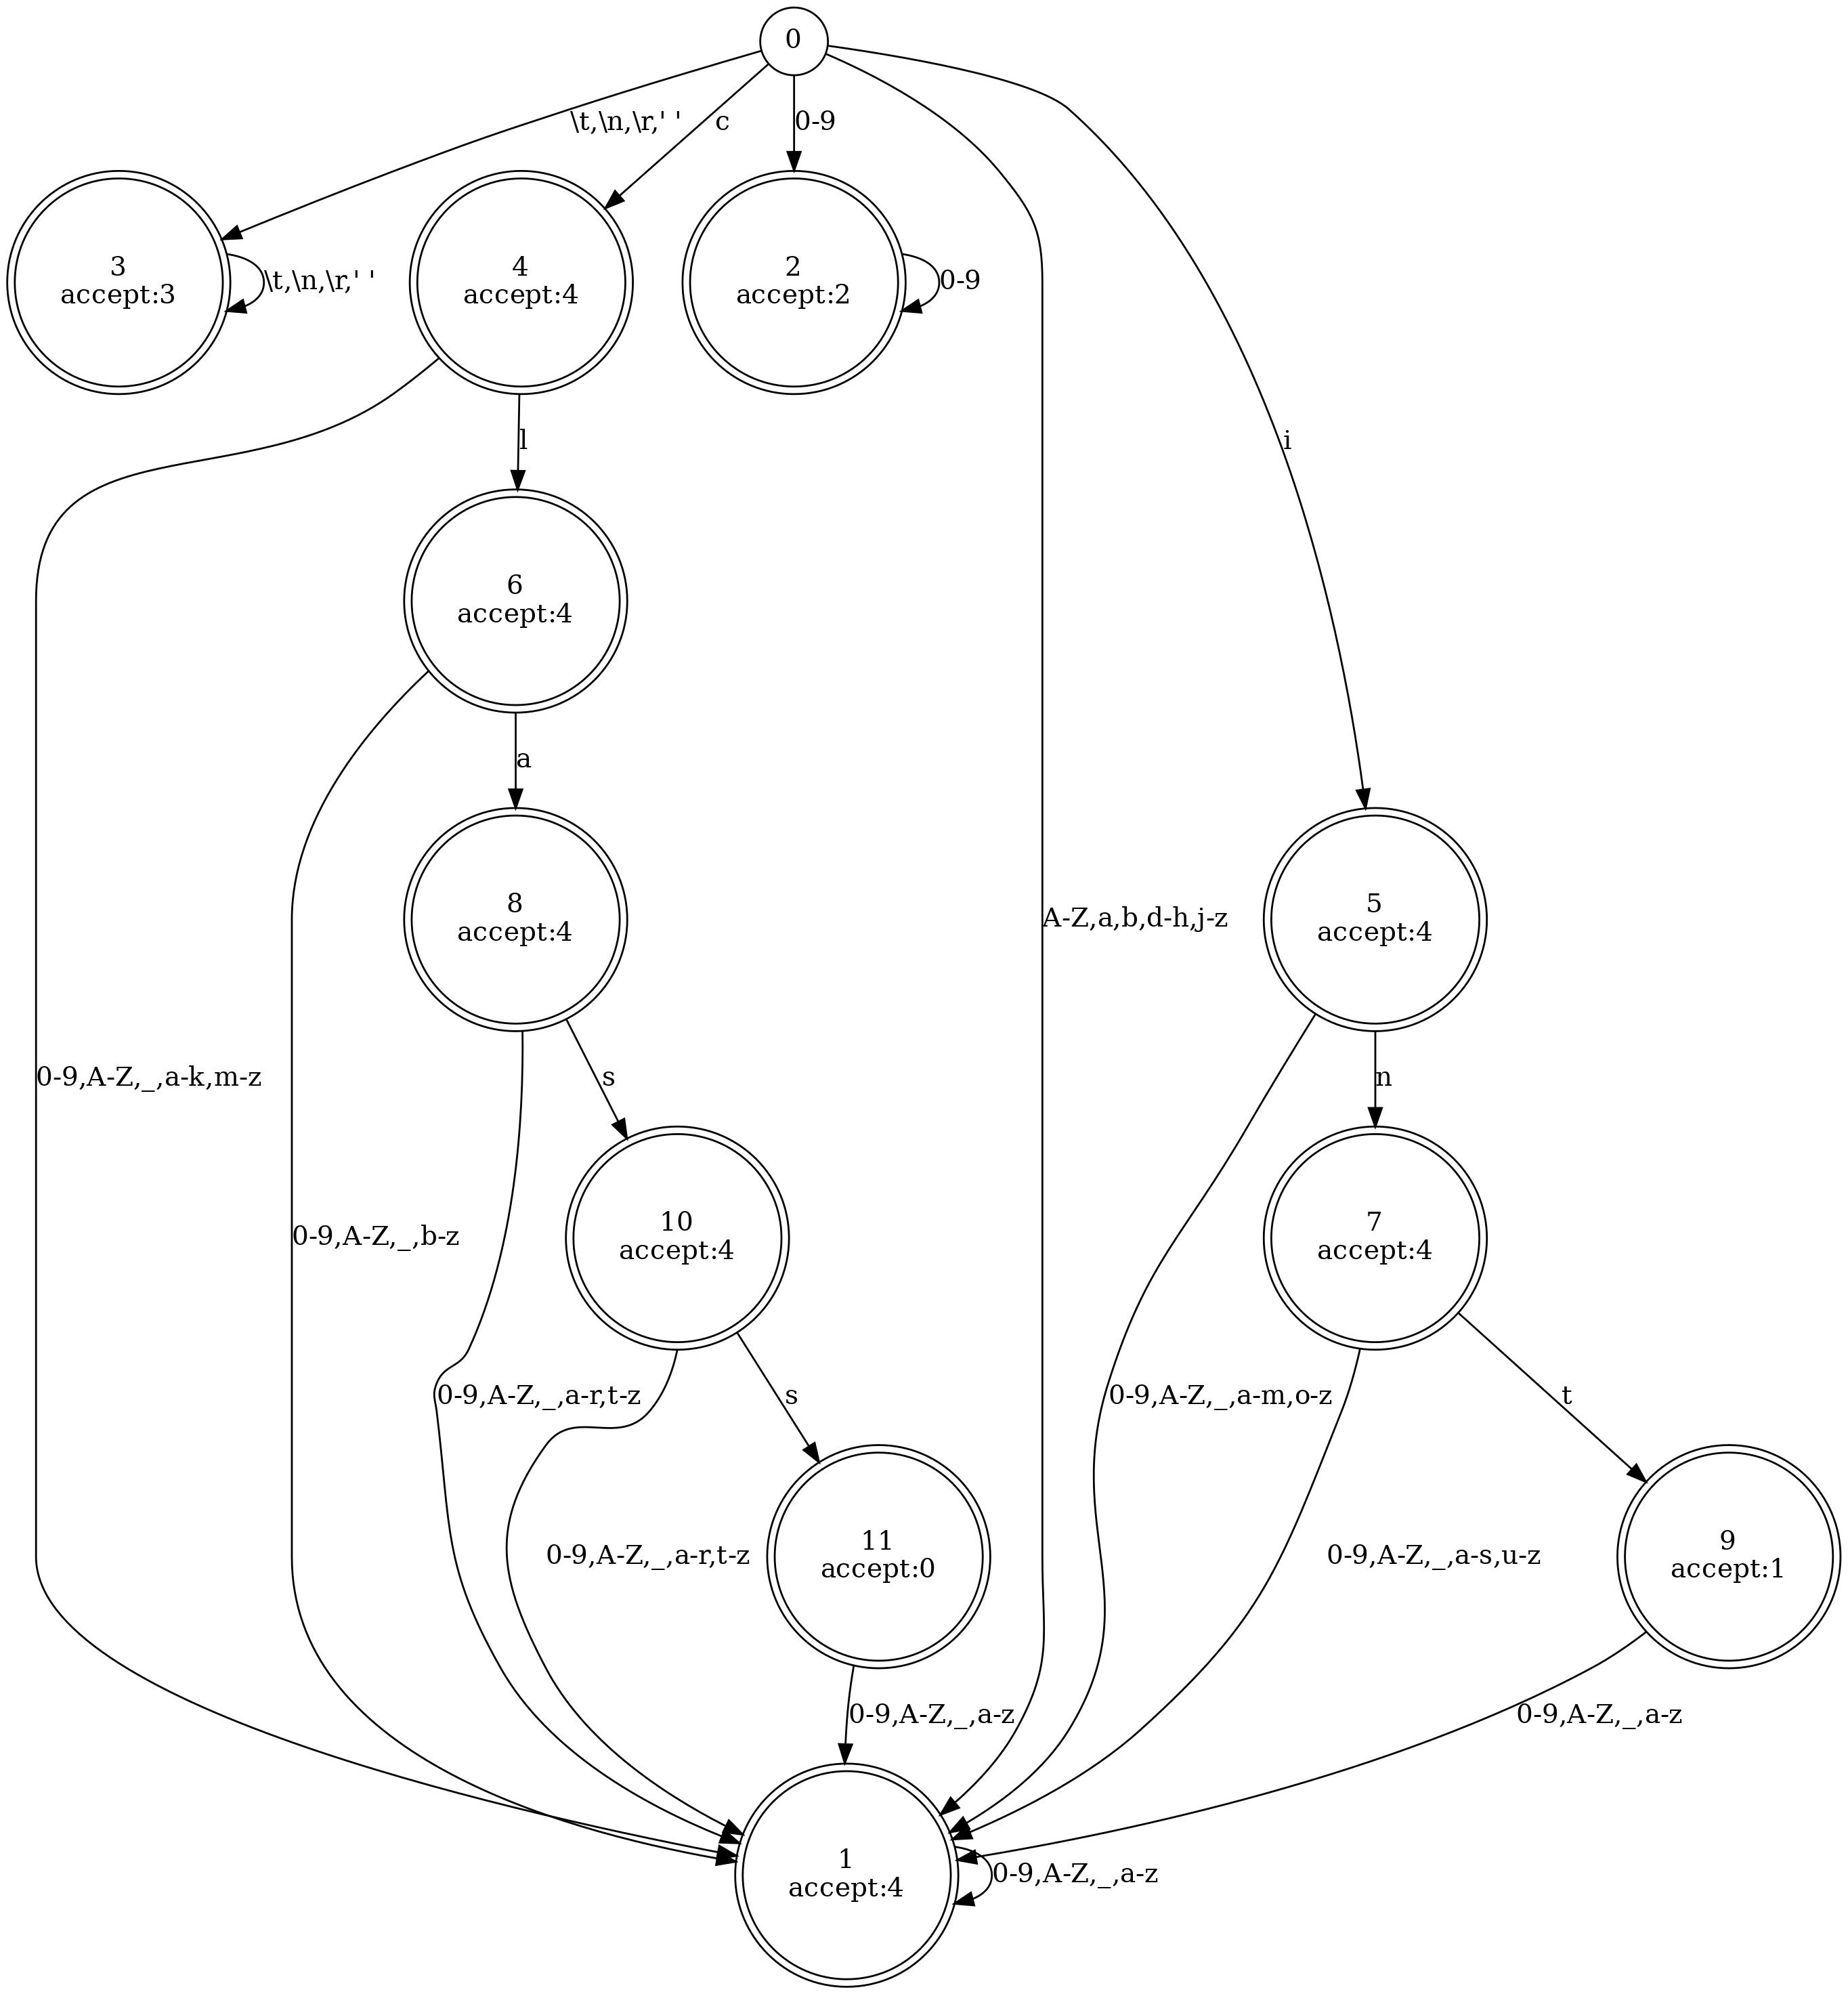 0
\t,\n,\r,' '
c
0-9
3
accept:3
\t,\n,\r,' '
4
accept:4
2
accept:2
0-9
l
i
6
accept:4
a
8
accept:4
A-Z,a,b,d-h,j-z
5
accept:4
0-9,A-Z,_,a-k,m-z
s
n
0-9,A-Z,_,b-z
10
accept:4
7
accept:4
0-9,A-Z,_,a-r,t-z
s
0-9,A-Z,_,a-m,o-z
t
0-9,A-Z,_,a-r,t-z
11
accept:0
0-9,A-Z,_,a-s,u-z
9
accept:1
0-9,A-Z,_,a-z
0-9,A-Z,_,a-z
1
accept:4
0-9,A-Z,_,a-z